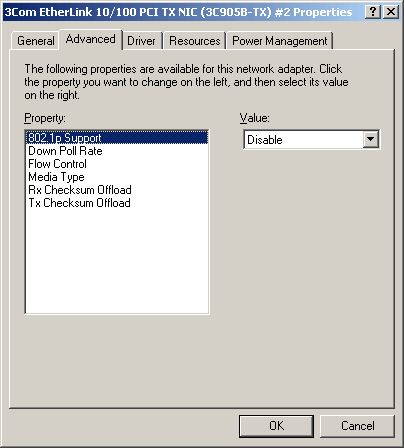 3Com EtherLink 10/100 PCI TX NIC (3C905B-TX) #2 Properties
General Advanced Driver Resources Power Management
The following properties are available for this network adapter. Click
the property you want to change on the left, and then select its value
on the right.
Property: Value:
802.1p Support Disable
Down Poll Rate
Flow Control
Media Type
Rx Checksum Offload
Tx Checksum Offload
OK Cancel